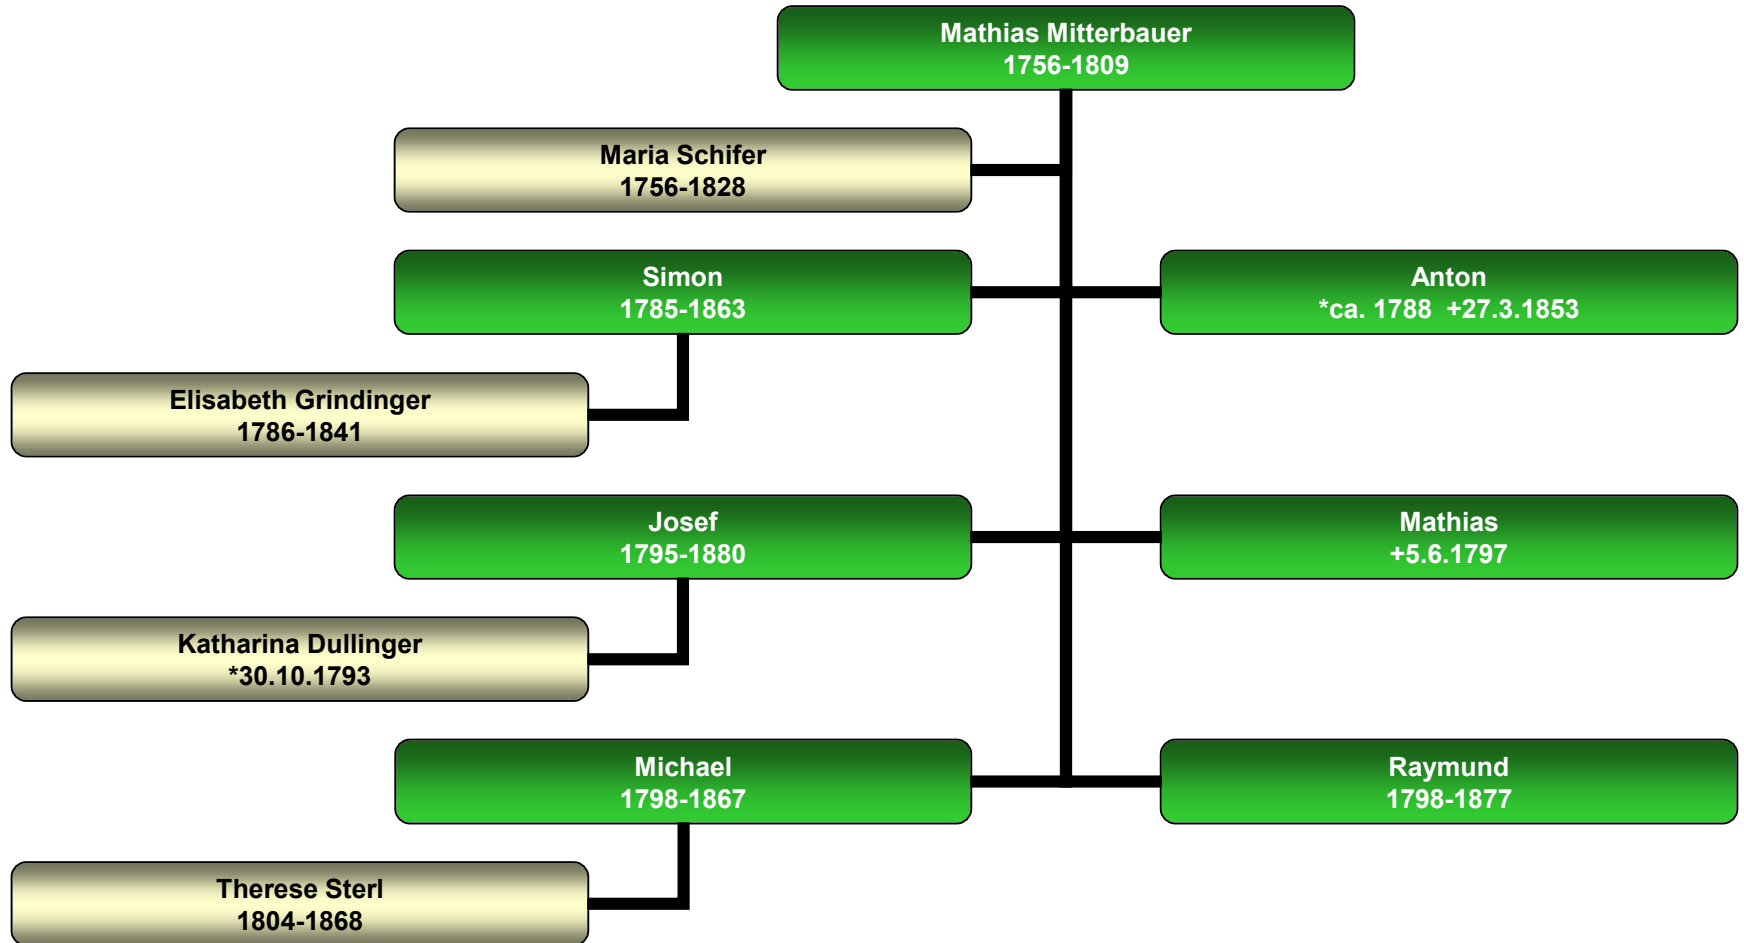 Mathias Mitterbauer
1756-1809
Maria Schifer
1756-1828
Simon
1785-1863
Anton
*ca. 1788  +27.3.1853
Elisabeth Grindinger
1786-1841
Josef
1795-1880
Mathias
+5.6.1797
Katharina Dullinger
*30.10.1793
Michael
1798-1867
Raymund
1798-1877
Therese Sterl
1804-1868